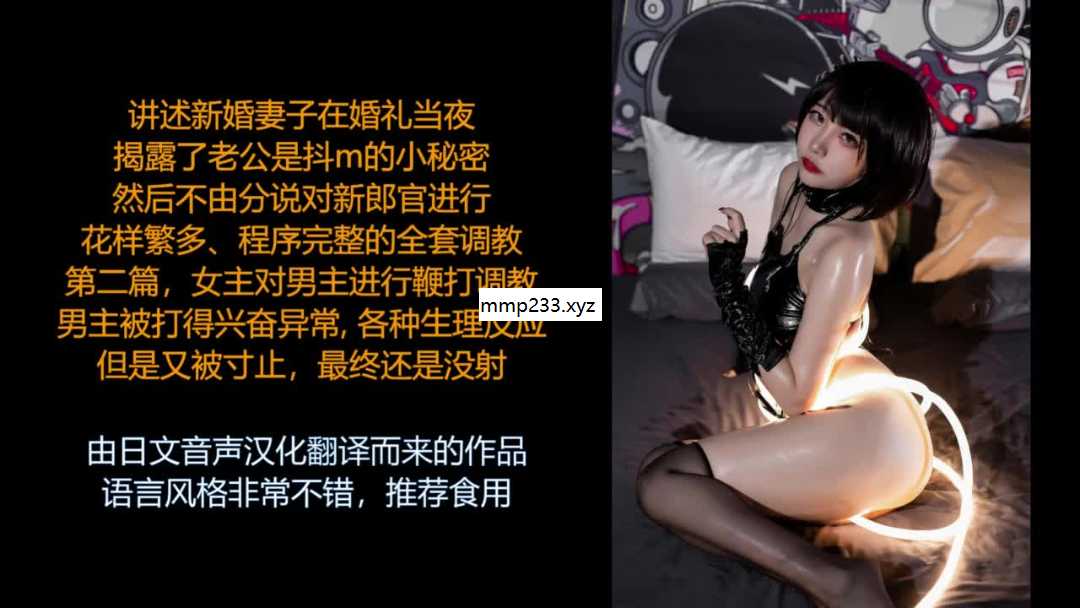 讲述新婚妻子在婚礼当夜
揭露了老公是抖m的小秘密
然后不由分说对新郎官进行
花样繁多、程序完整的全套调教
第二篇，女主对男主进行鞭打调教
mmp233.xyz
男主被打得兴奋异常, 各种生理反应
但是又被寸止，最终还是没射
由日文音声汉化翻译而来的作品
语言风格非常不错，推荐食用